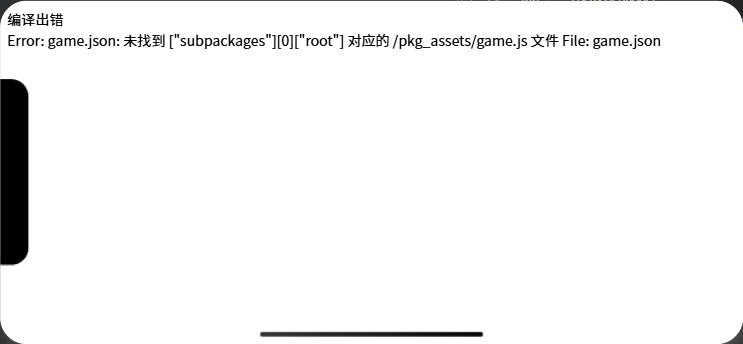 编译出错
Error: game.json: 未找到 ["subpackages"][0]["root"] 对应的 /pkg_assets/game.js 文件 File: game.json